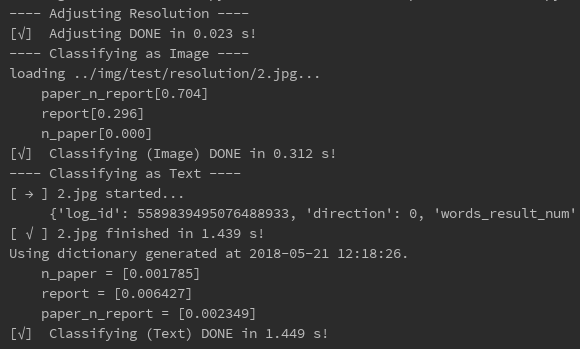 ---- Adjusting Resolution ----
[√]  Adjusting DONE in 0.023 s!
---- Classifying as Image ----
loading ../img/test/resolution/2.jpg...
    paper_n_report[0.704]
    report[0.296]
    n_paper[0.000]
[√]  Classifying (Image) DONE in 0.312 s!
---- Classifying as Text ----
[ → ] 2.jpg started...
     {'log_id': 5589839495076488933, 'direction': 0, 'words_result_num'
[ √ ] 2.jpg finished in 1.439 s!
Using dictionary generated at 2018-05-21 12:18:26.
    n_paper = [0.001785]
    report = [0.006427]
    paper_n_report = [0.002349]
[√]  Classifying (Text) DONE in 1.449 s!